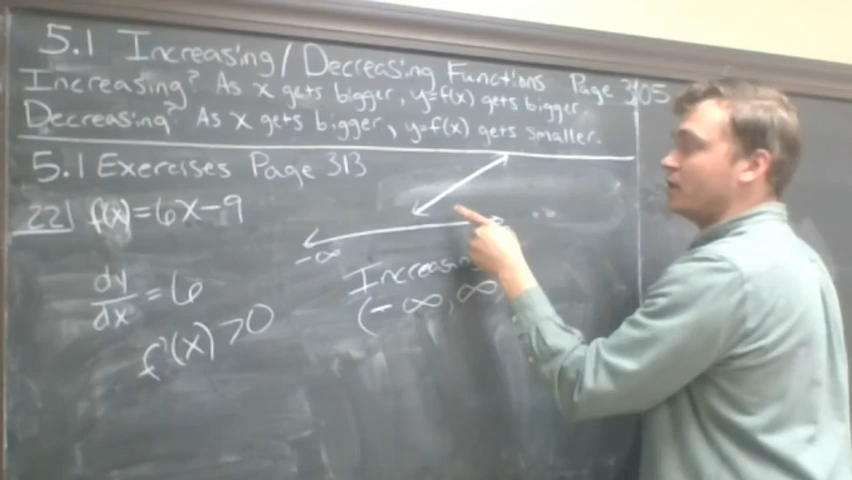 5.1 Increasing/Decreasing Functions Page 305
Increasing? As x gets bigger, y=f(x) gets bigger.
Decreasing? As x gets bigger, y=f(x) gets smaller.
5.1 Exercises Page 313
22] f(x)=6x-9
-∞
dy/dx = 6
Increasing
(-∞, ∞
f'(x) >0